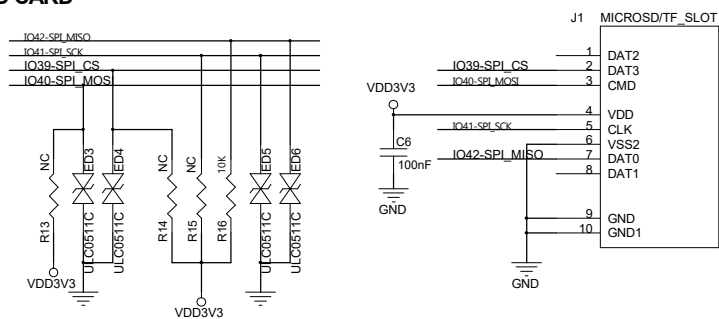 J1 MICROSD/TF_SLOT
IO42-SPI_MISO
IO41-SPI_SCK
IO39-SPI_CS
IO40-SPI_MOSI
NC
ED3
ED4
NC
NC
10K
ED5
ED6
R13
ULC0511C
ULC0511C
R14
R15
R16
ULC0511C
ULC0511C
VDD3V3
VDD3V3
VDD3V3
C6
100nF
GND
IO39-SPI_CS
IO40-SPI_MOSI
IO41-SPI_SCK
IO42-SPI_MISO
1 DAT2
2 DAT3
3 CMD
4 VDD
5 CLK
6 VSS2
7 DAT0
8 DAT1
9 GND
10 GND1
GND